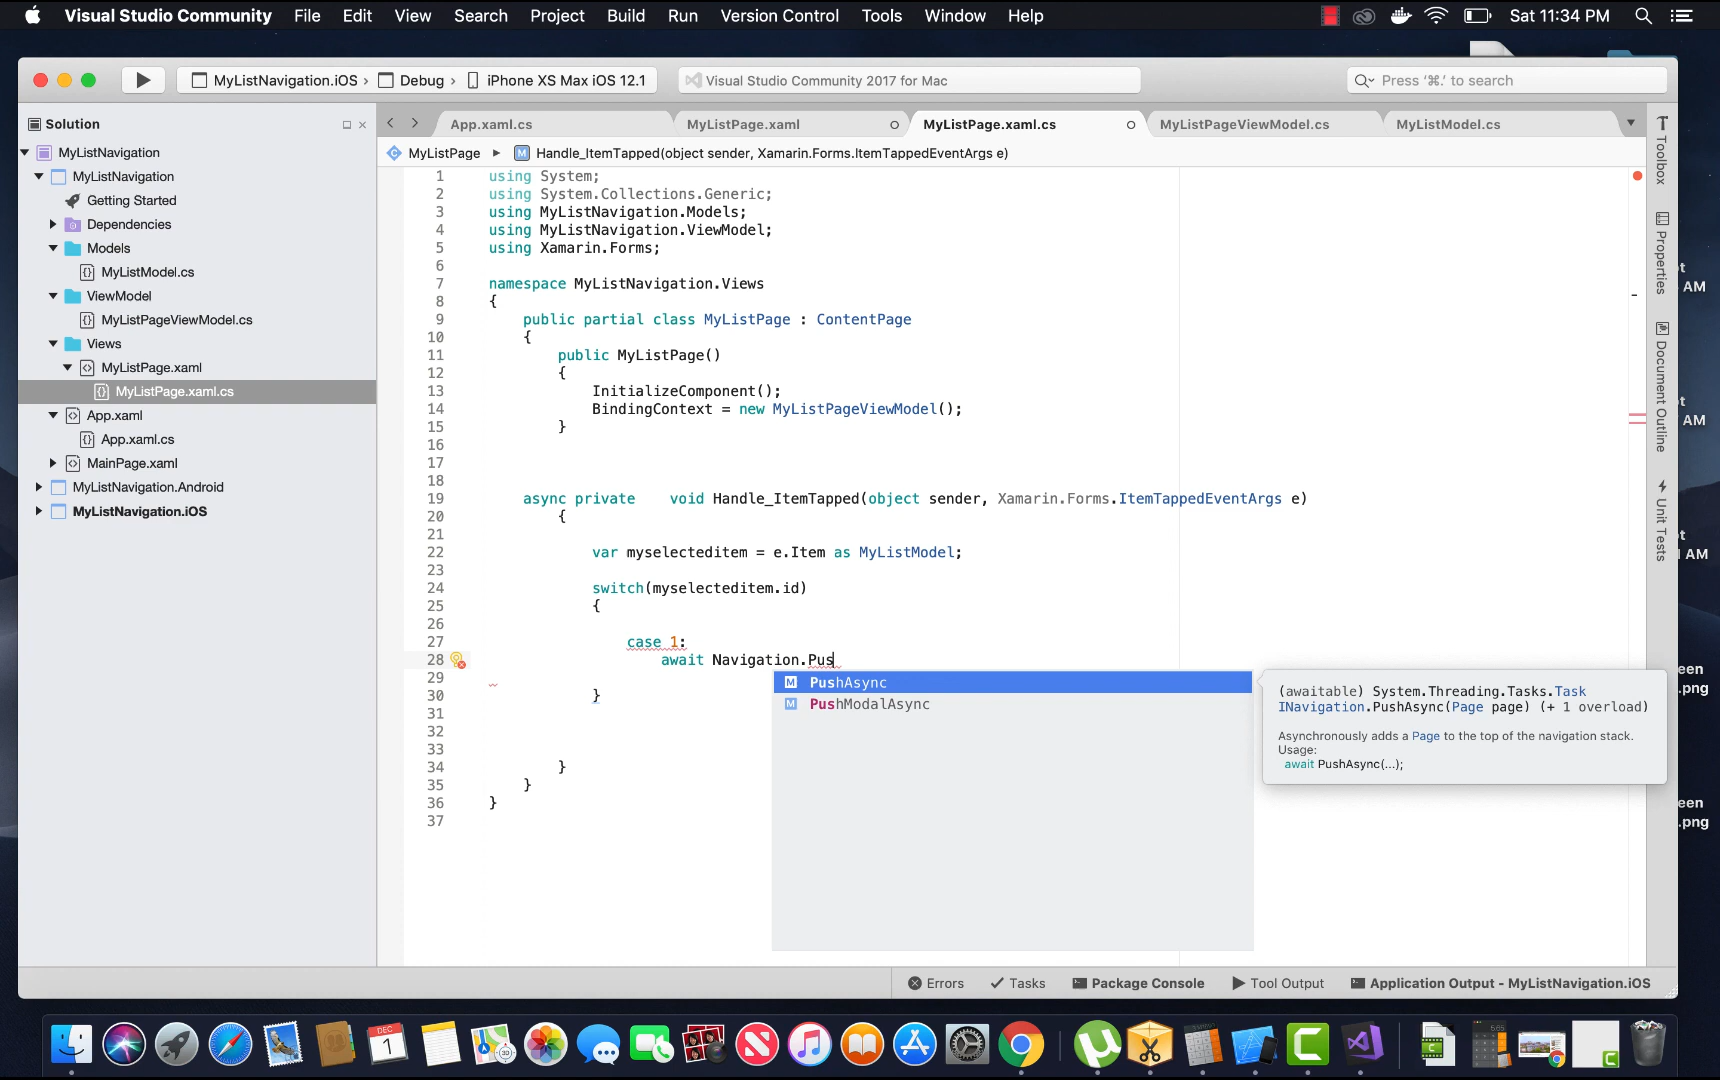 Visual Studio Community File Edit View Search Project Build Run Version Control Tools Window Help Sat 11:34 PM
MyListNavigation.iOS › Debug › iPhone XS Max iOS 12.1 Visual Studio Community 2017 for Mac Press ‘⌘.’ to search
Solution
MyListNavigation
MyListNavigation
Getting Started
Dependencies
Models
MyListModel.cs
ViewModel
MyListPageViewModel.cs
Views
MyListPage.xaml
MyListPage.xaml.cs
App.xaml
App.xaml.cs
MainPage.xaml
MyListNavigation.Android
MyListNavigation.iOS
App.xaml.cs MyListPage.xaml MyListPage.xaml.cs MyListPageViewModel.cs MyListModel.cs
MyListPage Handle_ItemTapped(object sender, Xamarin.Forms.ItemTappedEventArgs e)
1 using System;
2 using System.Collections.Generic;
3 using MyListNavigation.Models;
4 using MyListNavigation.ViewModel;
5 using Xamarin.Forms;
6
7 namespace MyListNavigation.Views
8 {
9 public partial class MyListPage : ContentPage
10 {
11 public MyListPage()
12 {
13 InitializeComponent();
14 BindingContext = new MyListPageViewModel();
15 }
16
17
18
19 async private void Handle_ItemTapped(object sender, Xamarin.Forms.ItemTappedEventArgs e)
20 {
21
22 var myselecteditem = e.Item as MyListModel;
23
24 switch(myselecteditem.id)
25 {
26
27 case 1:
28 await Navigation.Pus
29
30 }
31
32
33
34 }
35 }
36 }
37
PushAsync
PushModalAsync
(awaitable) System.Threading.Tasks.Task
INavigation.PushAsync(Page page) (+ 1 overload)
Asynchronously adds a Page to the top of the navigation stack.
Usage:
await PushAsync(...);
Toolbox
Properties
Document Outline
Unit Tests
AM
AM
AM
een
.png
een
.png
Errors Tasks Package Console Tool Output Application Output - MyListNavigation.iOS
DEC
1